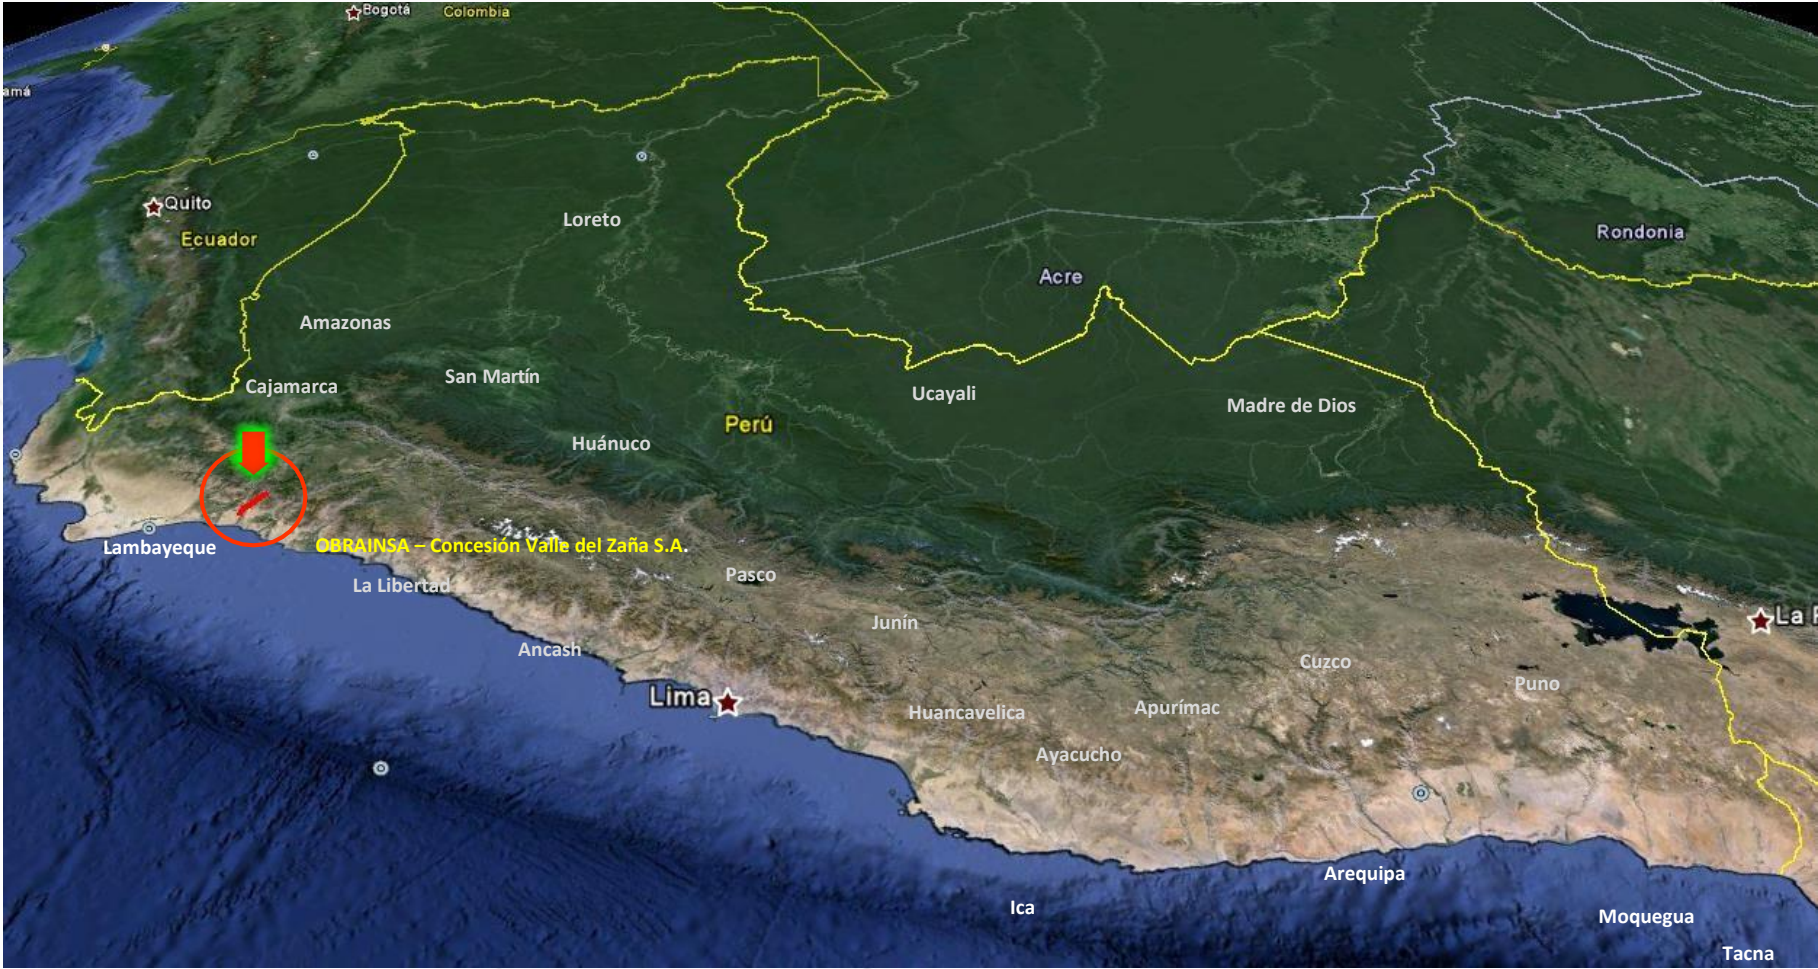 Bogotá
Colombia
amá
Quito
Ecuador
Loreto
Rondonia
Acre
Amazonas
San Martín
Cajamarca
Ucayali
Madre de Dios
Perú
Huánuco
Lambayeque
OBRAINSA – Concesión Valle del Zaña S.A.
La Libertad
Pasco
Junín
La P
Ancash
Cuzco
Puno
Lima
Huancavelica
Apurímac
Ayacucho
Arequipa
Ica
Moquegua
Tacna